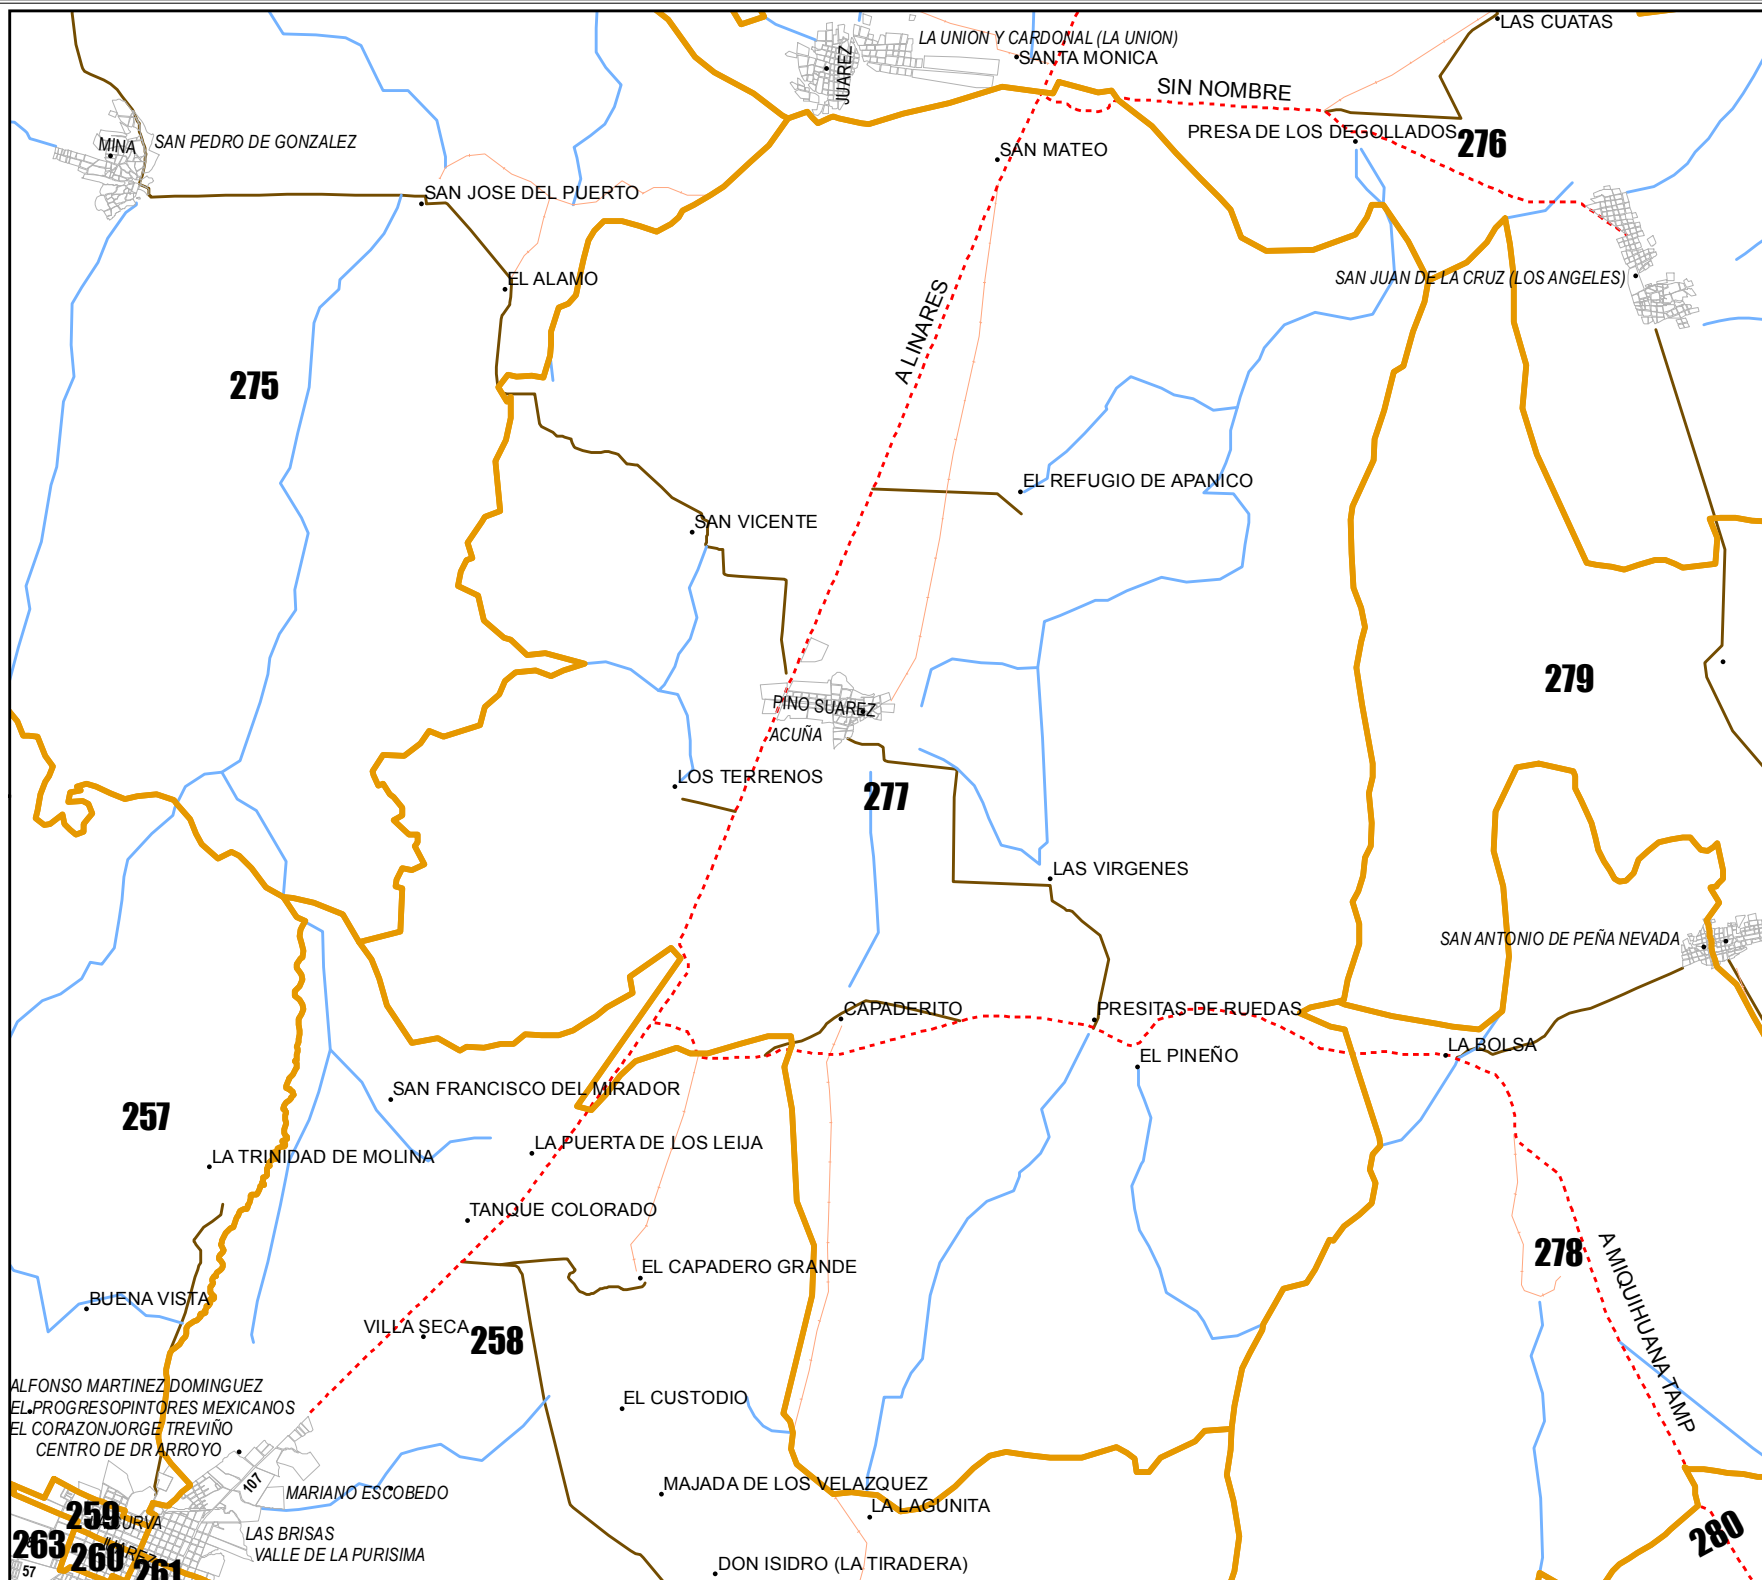 LAS CUATAS
LA UNION Y CARDONAL (LA UNION)
SANTA MONICA
JUAREZ
SIN NOMBRE
PRESA DE LOS DEGOLLADOS
276
MINA
SAN PEDRO DE GONZALEZ
SAN MATEO
SAN JOSE DEL PUERTO
EL ALAMO
SAN JUAN DE LA CRUZ (LOS ANGELES)
A LINARES
275
EL REFUGIO DE APANICO
SAN VICENTE
279
PINO SUAREZ
ACUÑA
LOS TERRENOS
277
LAS VIRGENES
SAN ANTONIO DE PEÑA NEVADA
CAPADERITO
PRESITAS DE RUEDAS
LA BOLSA
EL PINEÑO
SAN FRANCISCO DEL MIRADOR
257
LA PUERTA DE LOS LEIJA
LA TRINIDAD DE MOLINA
TANQUE COLORADO
278
A MIQUIHUANA TAMP
EL CAPADERO GRANDE
BUENA VISTA
VILLA SECA
258
ALFONSO MARTINEZ DOMINGUEZ
EL PROGRESO PINTORES MEXICANOS
EL CORAZON JORGE TREVIÑO
CENTRO DE DR ARROYO
EL CUSTODIO
107
MARIANO ESCOBEDO
MAJADA DE LOS VELAZQUEZ
LA LAGUNITA
259
LAS BRISAS
VALLE DE LA PURISIMA
263
260
JUAREZ
261
57
DON ISIDRO (LA TIRADERA)
280